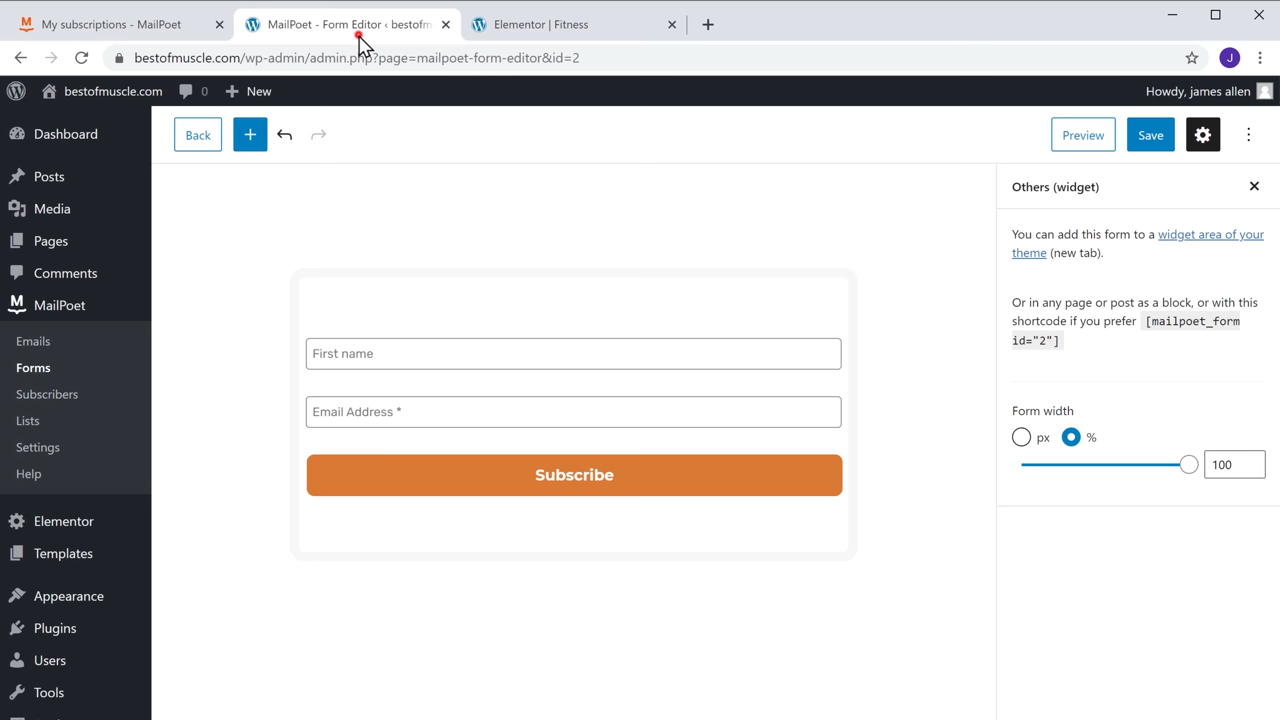 My subscriptions - MailPoet
MailPoet - Form Editor ‹ bestofm
Elementor | Fitness
bestofmuscle.com/wp-admin/admin.php?page=mailpoet-form-editor&id=2
J
bestofmuscle.com
0
New
Howdy, james allen
Dashboard
Posts
Media
Pages
Comments
MailPoet
Emails
Forms
Subscribers
Lists
Settings
Help
Elementor
Templates
Appearance
Plugins
Users
Tools
Back
Preview
Save
First name
Email Address *
Subscribe
Others (widget)
You can add this form to a widget area of your
theme (new tab).
Or in any page or post as a block, or with this
shortcode if you prefer [mailpoet_form
id="2"]
Form width
px
%
100